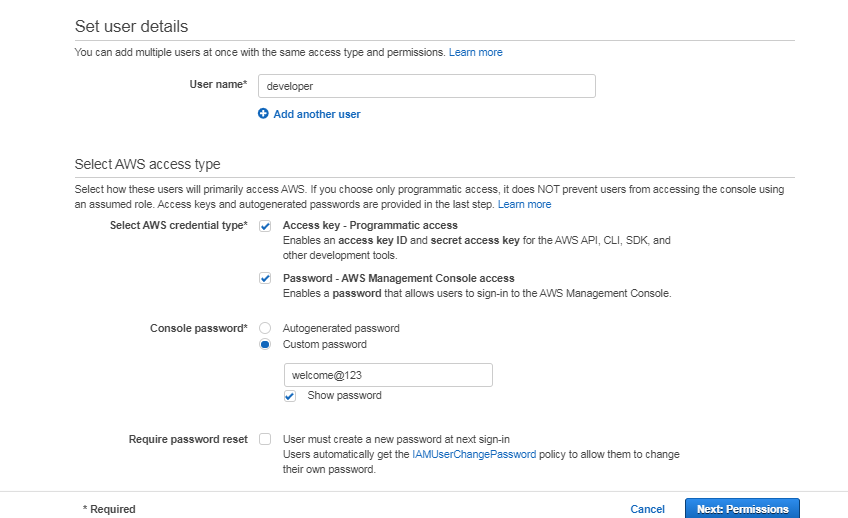 Set user details
You can add multiple users at once with the same access type and permissions. Learn more
User name* developer
Add another user
Select AWS access type
Select how these users will primarily access AWS. If you choose only programmatic access, it does NOT prevent users from accessing the console using
an assumed role. Access keys and autogenerated passwords are provided in the last step. Learn more
Select AWS credential type* Access key - Programmatic access
Enables an access key ID and secret access key for the AWS API, CLI, SDK, and
other development tools.
Password - AWS Management Console access
Enables a password that allows users to sign-in to the AWS Management Console.
Console password* Autogenerated password
Custom password
welcome@123
Show password
Require password reset User must create a new password at next sign-in
Users automatically get the IAMUserChangePassword policy to allow them to change
their own password.
* Required Cancel Next: Permissions